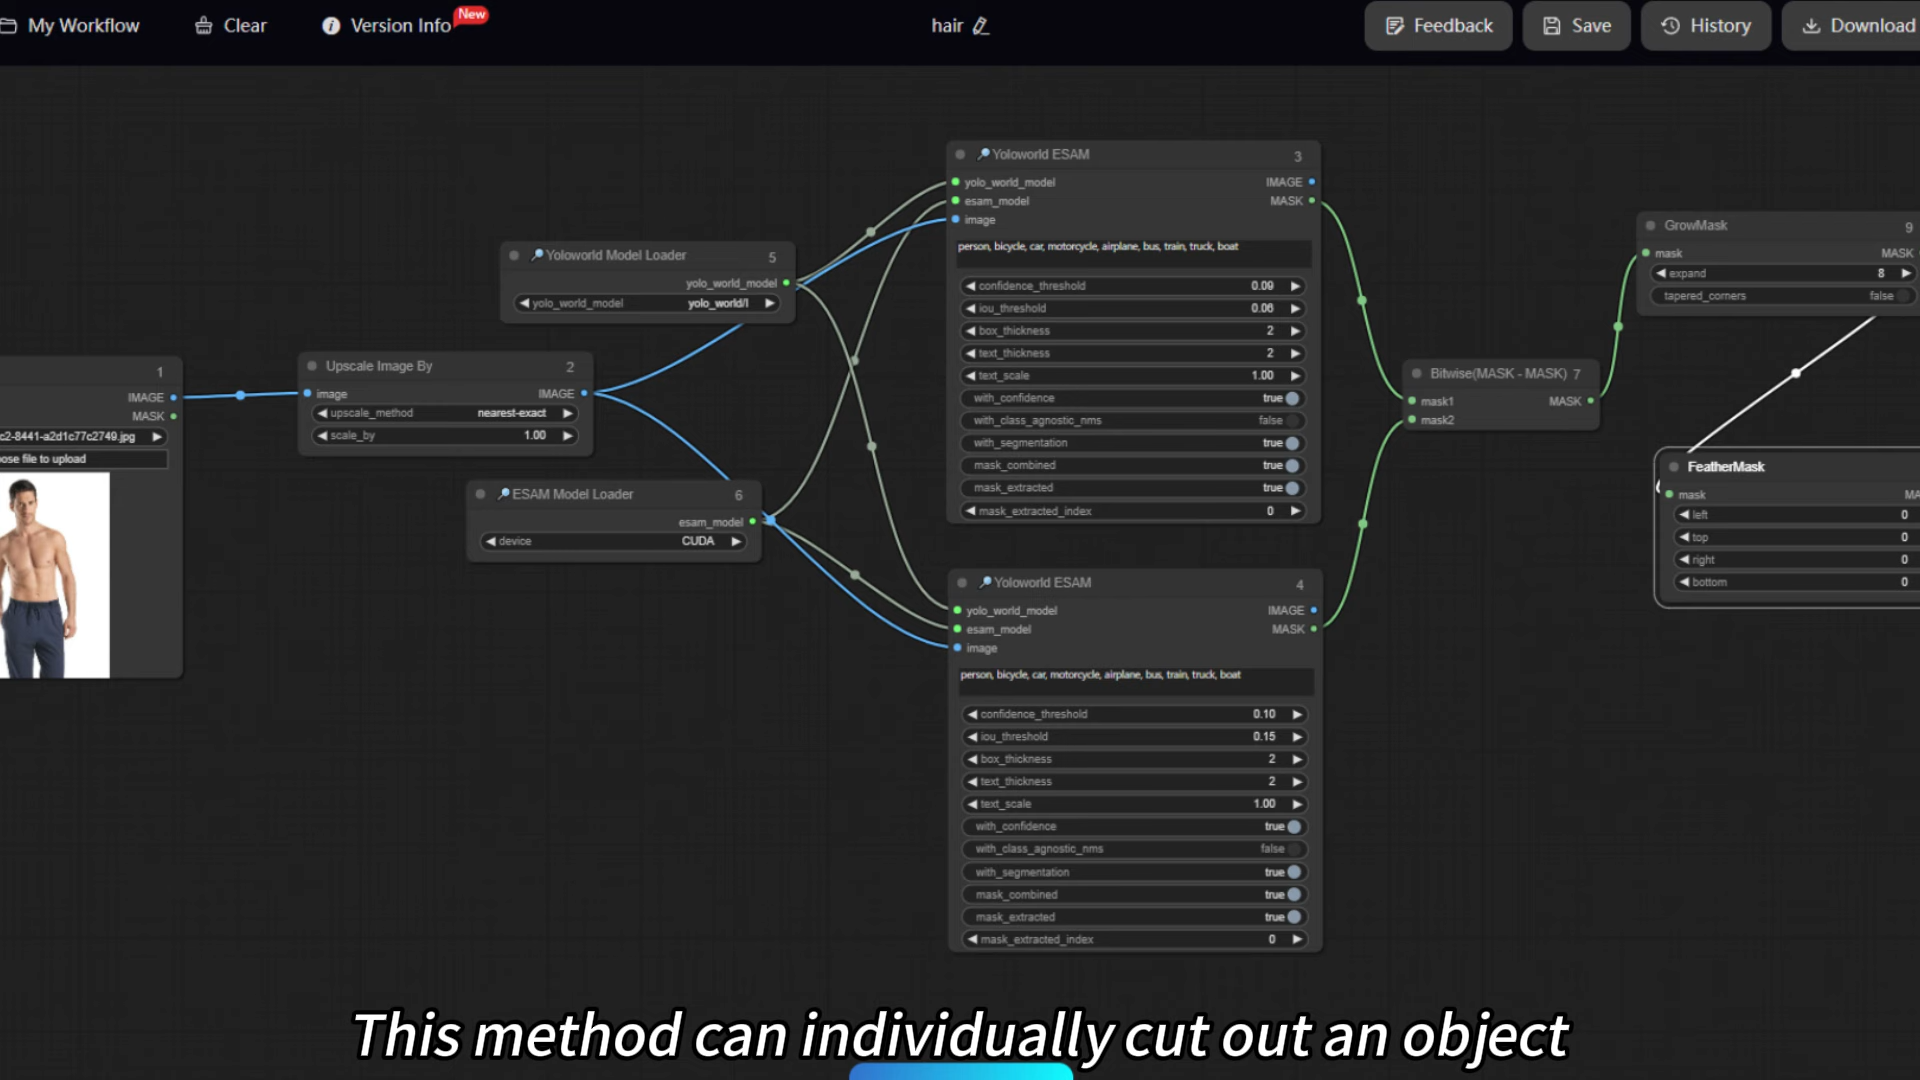 My Workflow
Clear
Version Info
New
hair
Feedback
Save
History
Download
1
IMAGE
MASK
c2-8441-a2d1c77c2749.jpg
ose file to upload
Upscale Image By 2
image IMAGE
upscale_method nearest-exact
scale_by 1.00
Yoloworld Model Loader 5
yolo_world_model
yolo_world_model yolo_world/l
ESAM Model Loader 6
esam_model
device CUDA
Yoloworld ESAM 3
yolo_world_model IMAGE
esam_model MASK
image
person, bicycle, car, motorcycle, airplane, bus, train, truck, boat
confidence_threshold 0.09
iou_threshold 0.06
box_thickness 2
text_thickness 2
text_scale 1.00
with_confidence true
with_class_agnostic_nms false
with_segmentation true
mask_combined true
mask_extracted true
mask_extracted_index 0
Yoloworld ESAM 4
yolo_world_model IMAGE
esam_model MASK
image
person, bicycle, car, motorcycle, airplane, bus, train, truck, boat
confidence_threshold 0.10
iou_threshold 0.15
box_thickness 2
text_thickness 2
text_scale 1.00
with_confidence true
with_class_agnostic_nms false
with_segmentation true
mask_combined true
mask_extracted true
mask_extracted_index 0
Bitwise(MASK - MASK) 7
mask1 MASK
mask2
GrowMask 9
mask MASK
expand 8
tapered_corners false
FeatherMask
mask MA
left 0
top 0
right 0
bottom 0
This method can individually cut out an object